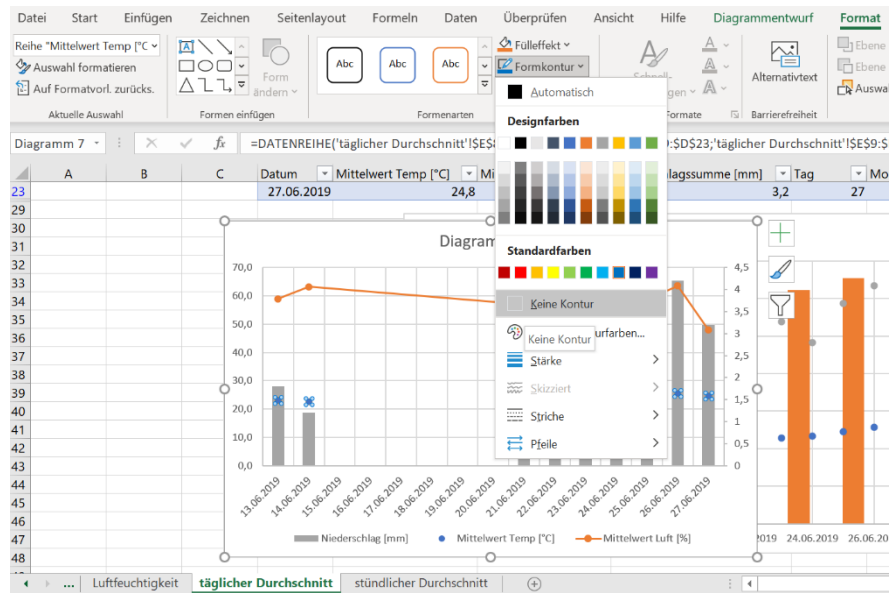 Datei Start Einfügen Zeichnen Seitenlayout Formeln Daten Überprüfen Ansicht Hilfe Diagrammentwurf Format
Reihe "Mittelwert Temp [°C
Auswahl formatieren
Auf Formatvorl. zurücks.
Aktuelle Auswahl
Form
ändern
Formen einfügen
Abc Abc Abc
Formenarten
Fülleffekt
Formkontur
Alternativtext
Barrierefreiheit
Ebene
Ebene
Auswa
Automatisch
Designfarben
Standardfarben
Keine Kontur
Keine Kontur
urfarben...
Stärke
Skizziert
Striche
Pfeile
Diagramm 7 fx =DATENREIHE('täglicher Durchschnitt'!$E$ :$D$23;'täglicher Durchschnitt'!$E$9:$
A B C Datum Mittelwert Temp [°C] Mi lagssumme [mm] Tag Mo
23 27.06.2019 24,8 3,2 27 6
29
30
31
32
33
34
35
36
37
38
39
40
41
42
43
44
45
46
47
48
Diagram
70,0
60,0
50,0
40,0
30,0
20,0
10,0
0,0
4,5
4
3
2,5
2
1,5
1
0,5
0
13.06.2019 14.06.2019 15.06.2019 16.06.2019 17.06.2019 18.06.2019 19.06.2019 20.06.2019 21.06.2019 22.06.2019 23.06.2019 24.06.2019 25.06.2019 26.06.2019 27.06.2019
Niederschlag [mm] Mittelwert Temp [°C] Mittelwert Luft [%]
2019 24.06.2019 26.06
... Luftfeuchtigkeit täglicher Durchschnitt stündlicher Durchschnitt